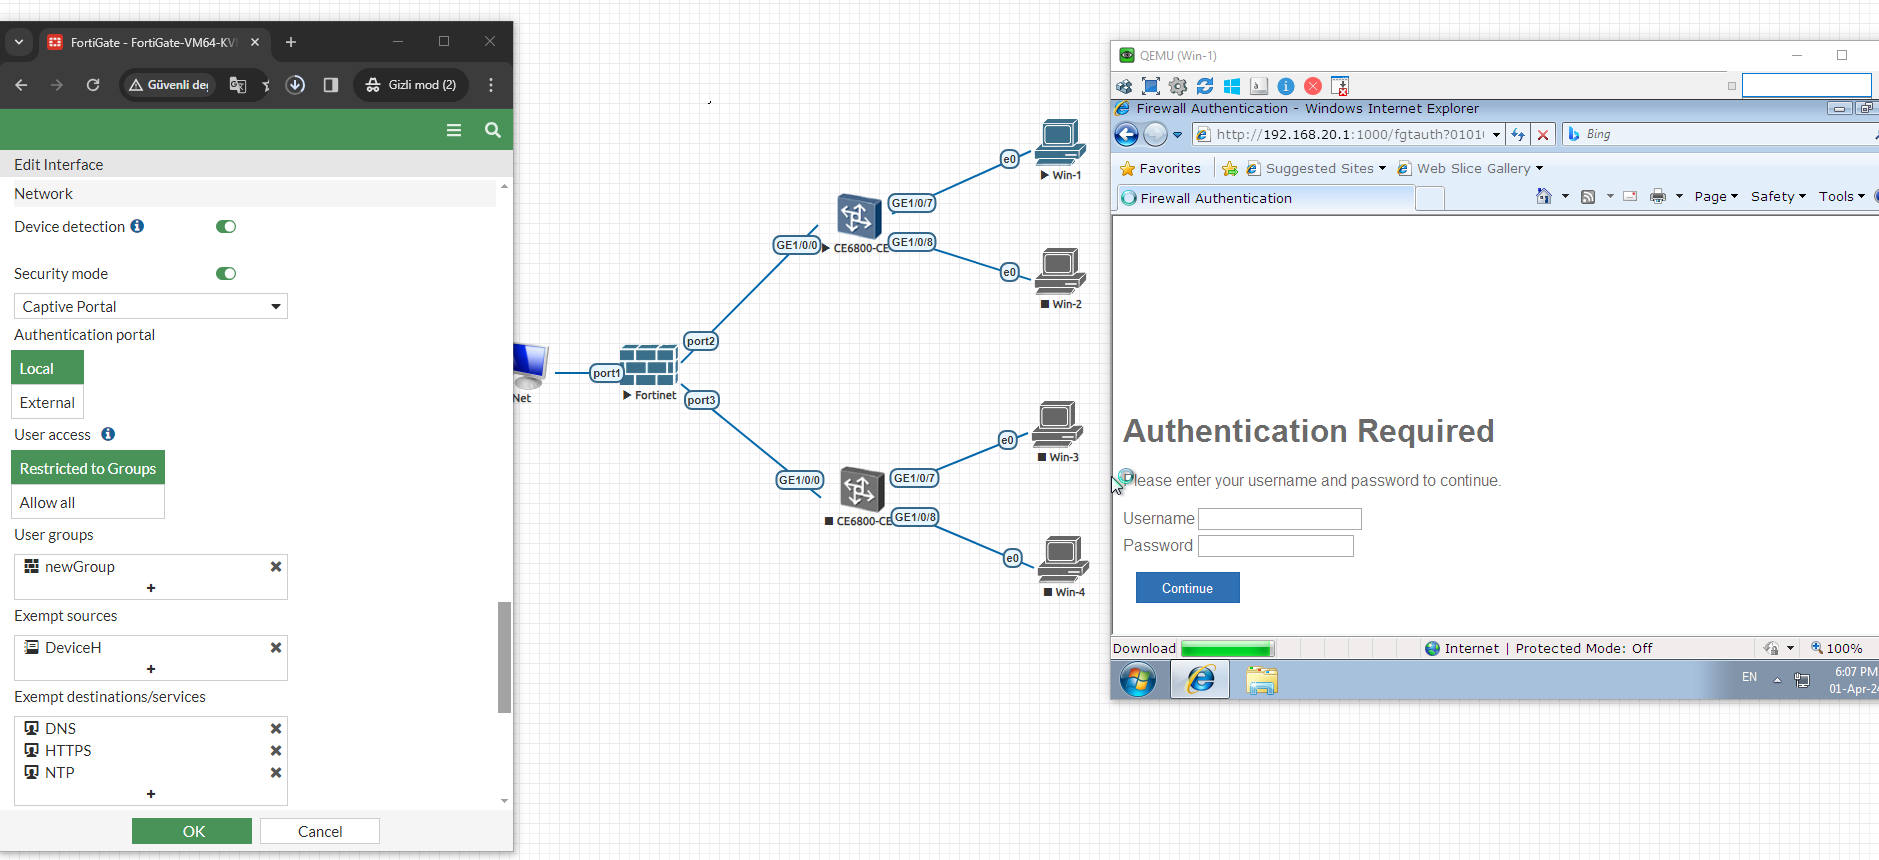 FortiGate - FortiGate-VM64-KV
Güvenli değ
Gizli mod (2)
Edit Interface
Network
Device detection
Security mode
Captive Portal
Authentication portal
Local
External
User access
Restricted to Groups
Allow all
User groups
newGroup
+
Exempt sources
DeviceH
+
Exempt destinations/services
DNS
HTTPS
NTP
+
OK
Cancel
Net
port1
Fortinet
port2
port3
GE1/0/0
CE6800-CE
GE1/0/7
GE1/0/8
e0
Win-1
e0
Win-2
GE1/0/0
CE6800-CE
GE1/0/7
GE1/0/8
e0
Win-3
e0
Win-4
QEMU (Win-1)
Firewall Authentication - Windows Internet Explorer
http://192.168.20.1:1000/fgtauth?0101
Bing
Favorites
Suggested Sites
Web Slice Gallery
Firewall Authentication
Page
Safety
Tools
Authentication Required
Please enter your username and password to continue.
Username
Password
Continue
Download
Internet | Protected Mode: Off
100%
EN
6:07 PM
01-Apr-24